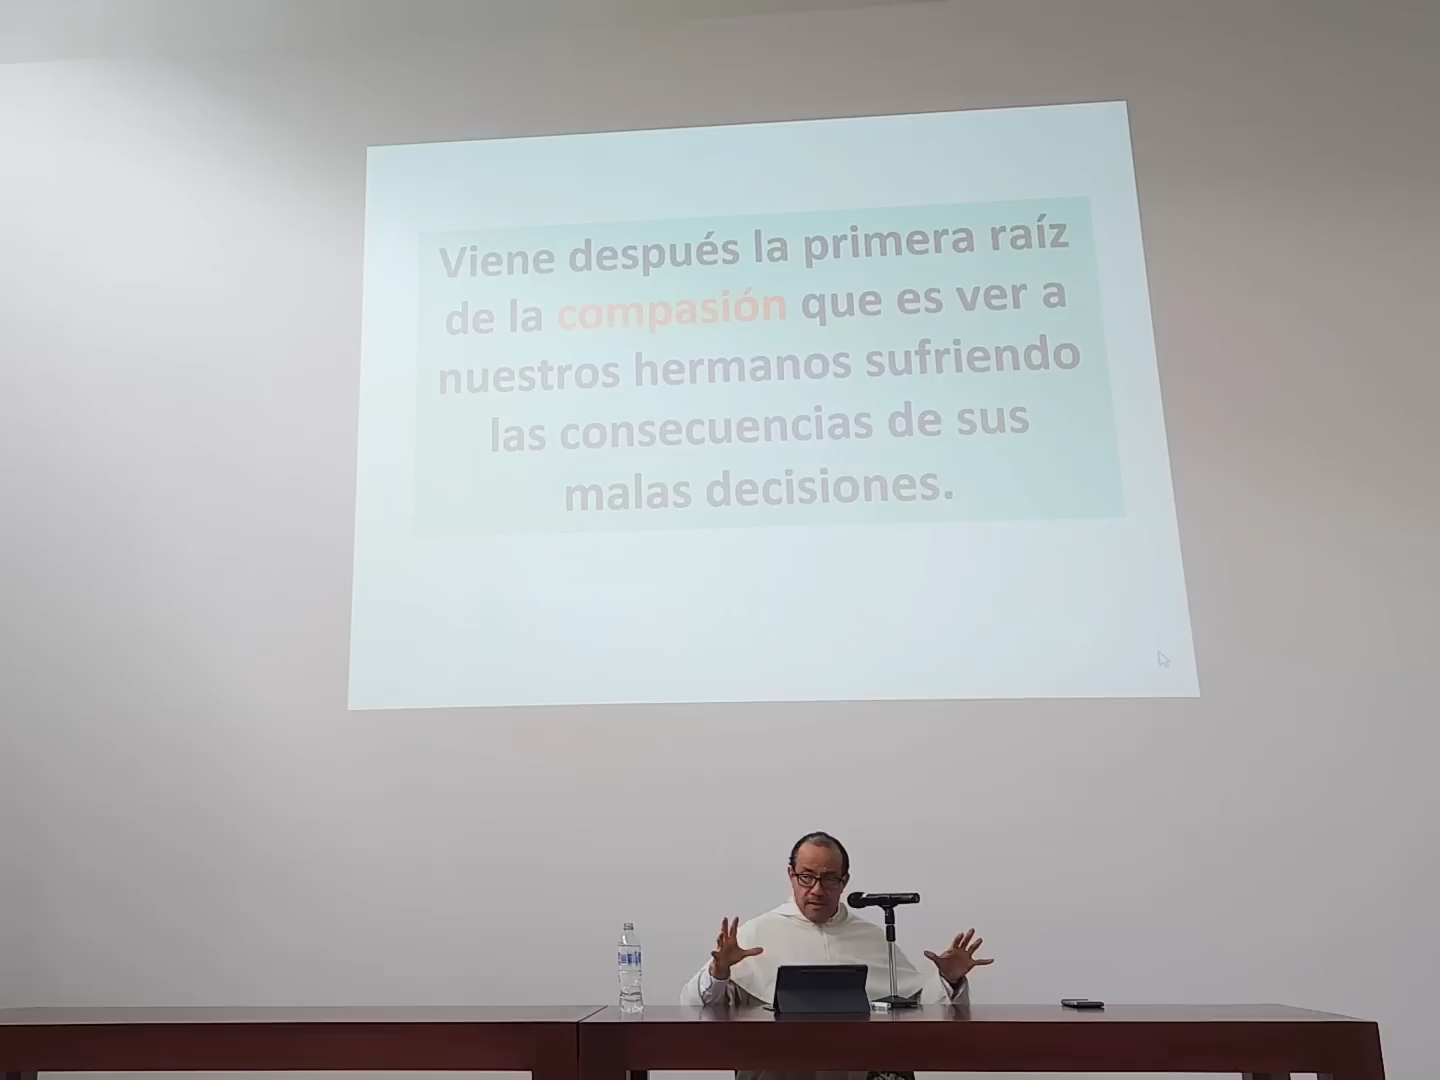 Viene después la primera raíz
de la compasión que es ver a
nuestros hermanos sufriendo
las consecuencias de sus
malas decisiones.